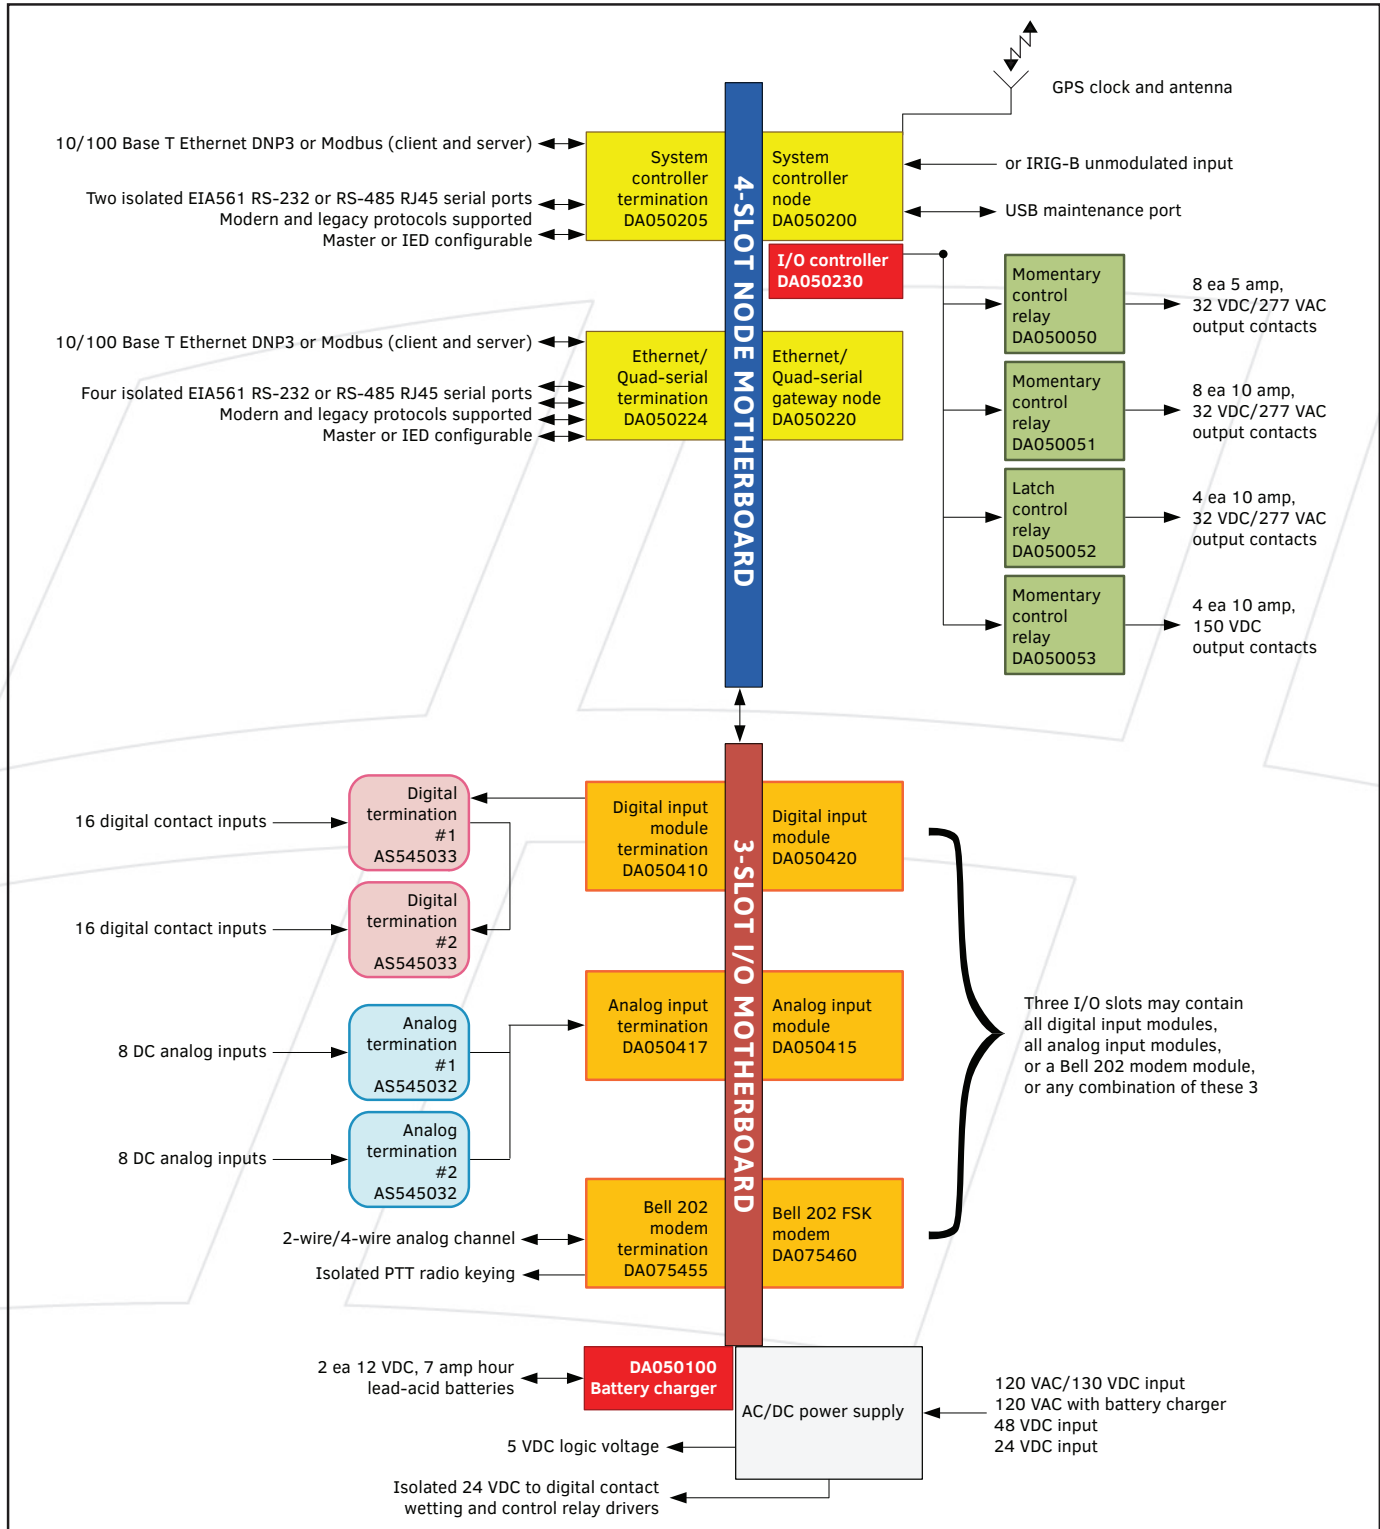 GPS clock and antenna
10/100 Base T Ethernet DNP3 or Modbus (client and server)
Two isolated EIA561 RS-232 or RS-485 RJ45 serial ports
Modern and legacy protocols supported
Master or IED configurable
System
controller
termination
DA050205
System
controller
node
DA050200
or IRIG-B unmodulated input
USB maintenance port
4-SLOT NODE MOTHERBOARD
I/O controller
DA050230
Momentary
control
relay
DA050050
8 ea 5 amp,
32 VDC/277 VAC
output contacts
10/100 Base T Ethernet DNP3 or Modbus (client and server)
Four isolated EIA561 RS-232 or RS-485 RJ45 serial ports
Modern and legacy protocols supported
Master or IED configurable
Ethernet/
Quad-serial
termination
DA050224
Ethernet/
Quad-serial
gateway node
DA050220
Momentary
control
relay
DA050051
8 ea 10 amp,
32 VDC/277 VAC
output contacts
Latch
control
relay
DA050052
4 ea 10 amp,
32 VDC/277 VAC
output contacts
Momentary
control
relay
DA050053
4 ea 10 amp,
150 VDC
output contacts
16 digital contact inputs
Digital
termination
#1
AS545033
Digital input
module
termination
DA050410
Digital input
module
DA050420
3-SLOT I/O MOTHERBOARD
16 digital contact inputs
Digital
termination
#2
AS545033
8 DC analog inputs
Analog
termination
#1
AS545032
Analog input
termination
DA050417
Analog input
module
DA050415
Three I/O slots may contain
all digital input modules,
all analog input modules,
or a Bell 202 modem module,
or any combination of these 3
8 DC analog inputs
Analog
termination
#2
AS545032
2-wire/4-wire analog channel
Isolated PTT radio keying
Bell 202
modem
termination
DA075455
Bell 202 FSK
modem
DA075460
2 ea 12 VDC, 7 amp hour
lead-acid batteries
DA050100
Battery charger
AC/DC power supply
120 VAC/130 VDC input
120 VAC with battery charger
48 VDC input
24 VDC input
5 VDC logic voltage
Isolated 24 VDC to digital contact
wetting and control relay drivers